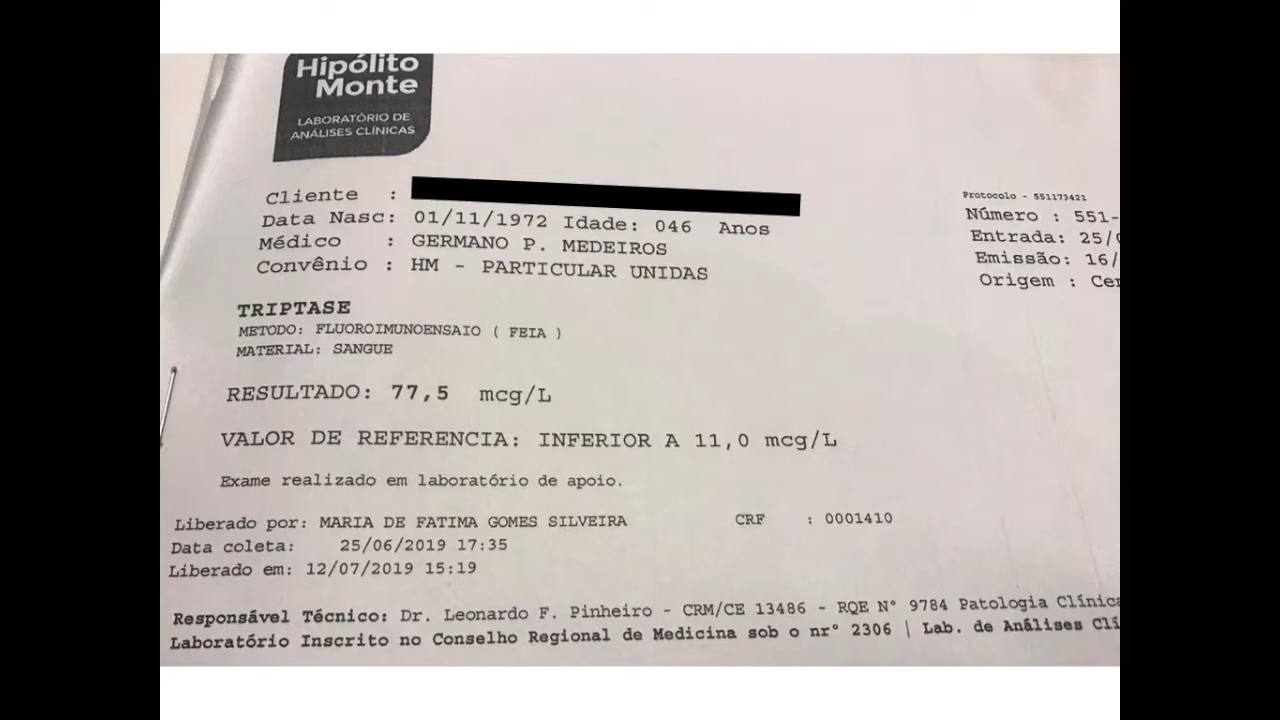 Hipólito
Monte
LABORATÓRIO DE
ANÁLISES CLÍNICAS
Cliente :
Data Nasc: 01/11/1972 Idade: 046 Anos
Médico : GERMANO P. MEDEIROS
Convênio : HM - PARTICULAR UNIDAS
Protocolo - 551173421
Número : 551-
Entrada: 25/
Emissão: 16/
Origem : Cen
TRIPTASE
METODO: FLUOROIMUNOENSAIO ( FEIA )
MATERIAL: SANGUE
RESULTADO: 77,5 mcg/L
VALOR DE REFERENCIA: INFERIOR A 11,0 mcg/L
Exame realizado em laboratório de apoio.
Liberado por: MARIA DE FATIMA GOMES SILVEIRA CRF : 0001410
Data coleta: 25/06/2019 17:35
Liberado em: 12/07/2019 15:19
Responsável Técnico: Dr. Leonardo F. Pinheiro - CRM/CE 13486 - RQE N° 9784 Patologia Clínica
Laboratório Inscrito no Conselho Regional de Medicina sob o nr° 2306 | Lab. de Análises Clí